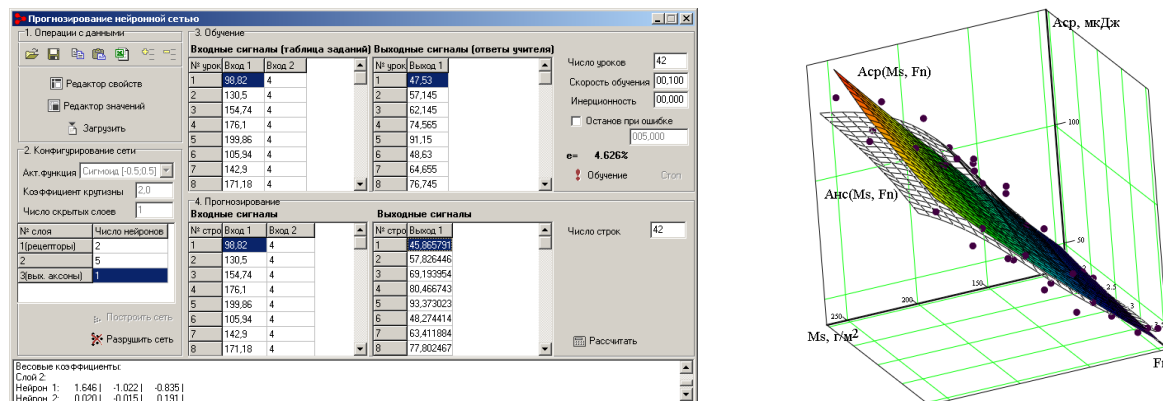 Прогнозирование нейронной сетью
1. Операции с данными
Редактор свойств
Редактор значений
Загрузить
2. Конфигурирование сети
Акт.функция Сигмоид [-0.5;0.5]
Коэффициент крутизны 2,0
Число скрытых слоев 1
№ слоя Число нейронов
1(рецепторы) 2
2 5
3(вых. аксоны) 1
Построить сеть
Разрушить сеть
3. Обучение
Входные сигналы (таблица заданий) Выходные сигналы (ответы учителя)
№ урок Вход 1 Вход 2 № урок Выход 1
1 98,82 4 1 47,53
2 130,5 4 2 57,145
3 154,74 4 3 62,145
4 176,1 4 4 74,565
5 199,86 4 5 91,15
6 105,94 4 6 48,63
7 142,9 4 7 64,655
8 171,18 4 8 76,745
Число уроков 42
Скорость обучения 00,100
Инерционность 00,000
Останов при ошибке
005,000
e= 4.626%
Обучение Стоп
4. Прогнозирование
Входные сигналы Выходные сигналы
№ стро Вход 1 Вход 2 № стро Выход 1
1 98,82 4 1 45,865791
2 130,5 4 2 57,826446
3 154,74 4 3 69,193954
4 176,1 4 4 80,466743
5 199,86 4 5 93,373023
6 105,94 4 6 48,274414
7 142,9 4 7 63,411884
8 171,18 4 8 77,802467
Число строк 42
Рассчитать
Весовые коэффициенты:
Слой 2:
Нейрон 1: 1.646 | -1.022 | -0.835 |
Нейрон 2: 0.020 | -0.015 | 0.191 |
Аср, мкДж
Аср(Ms, Fn)
100
Анс(Ms, Fn)
50
2
2.5
3
150
200
250
Ms, г/м2
Fn